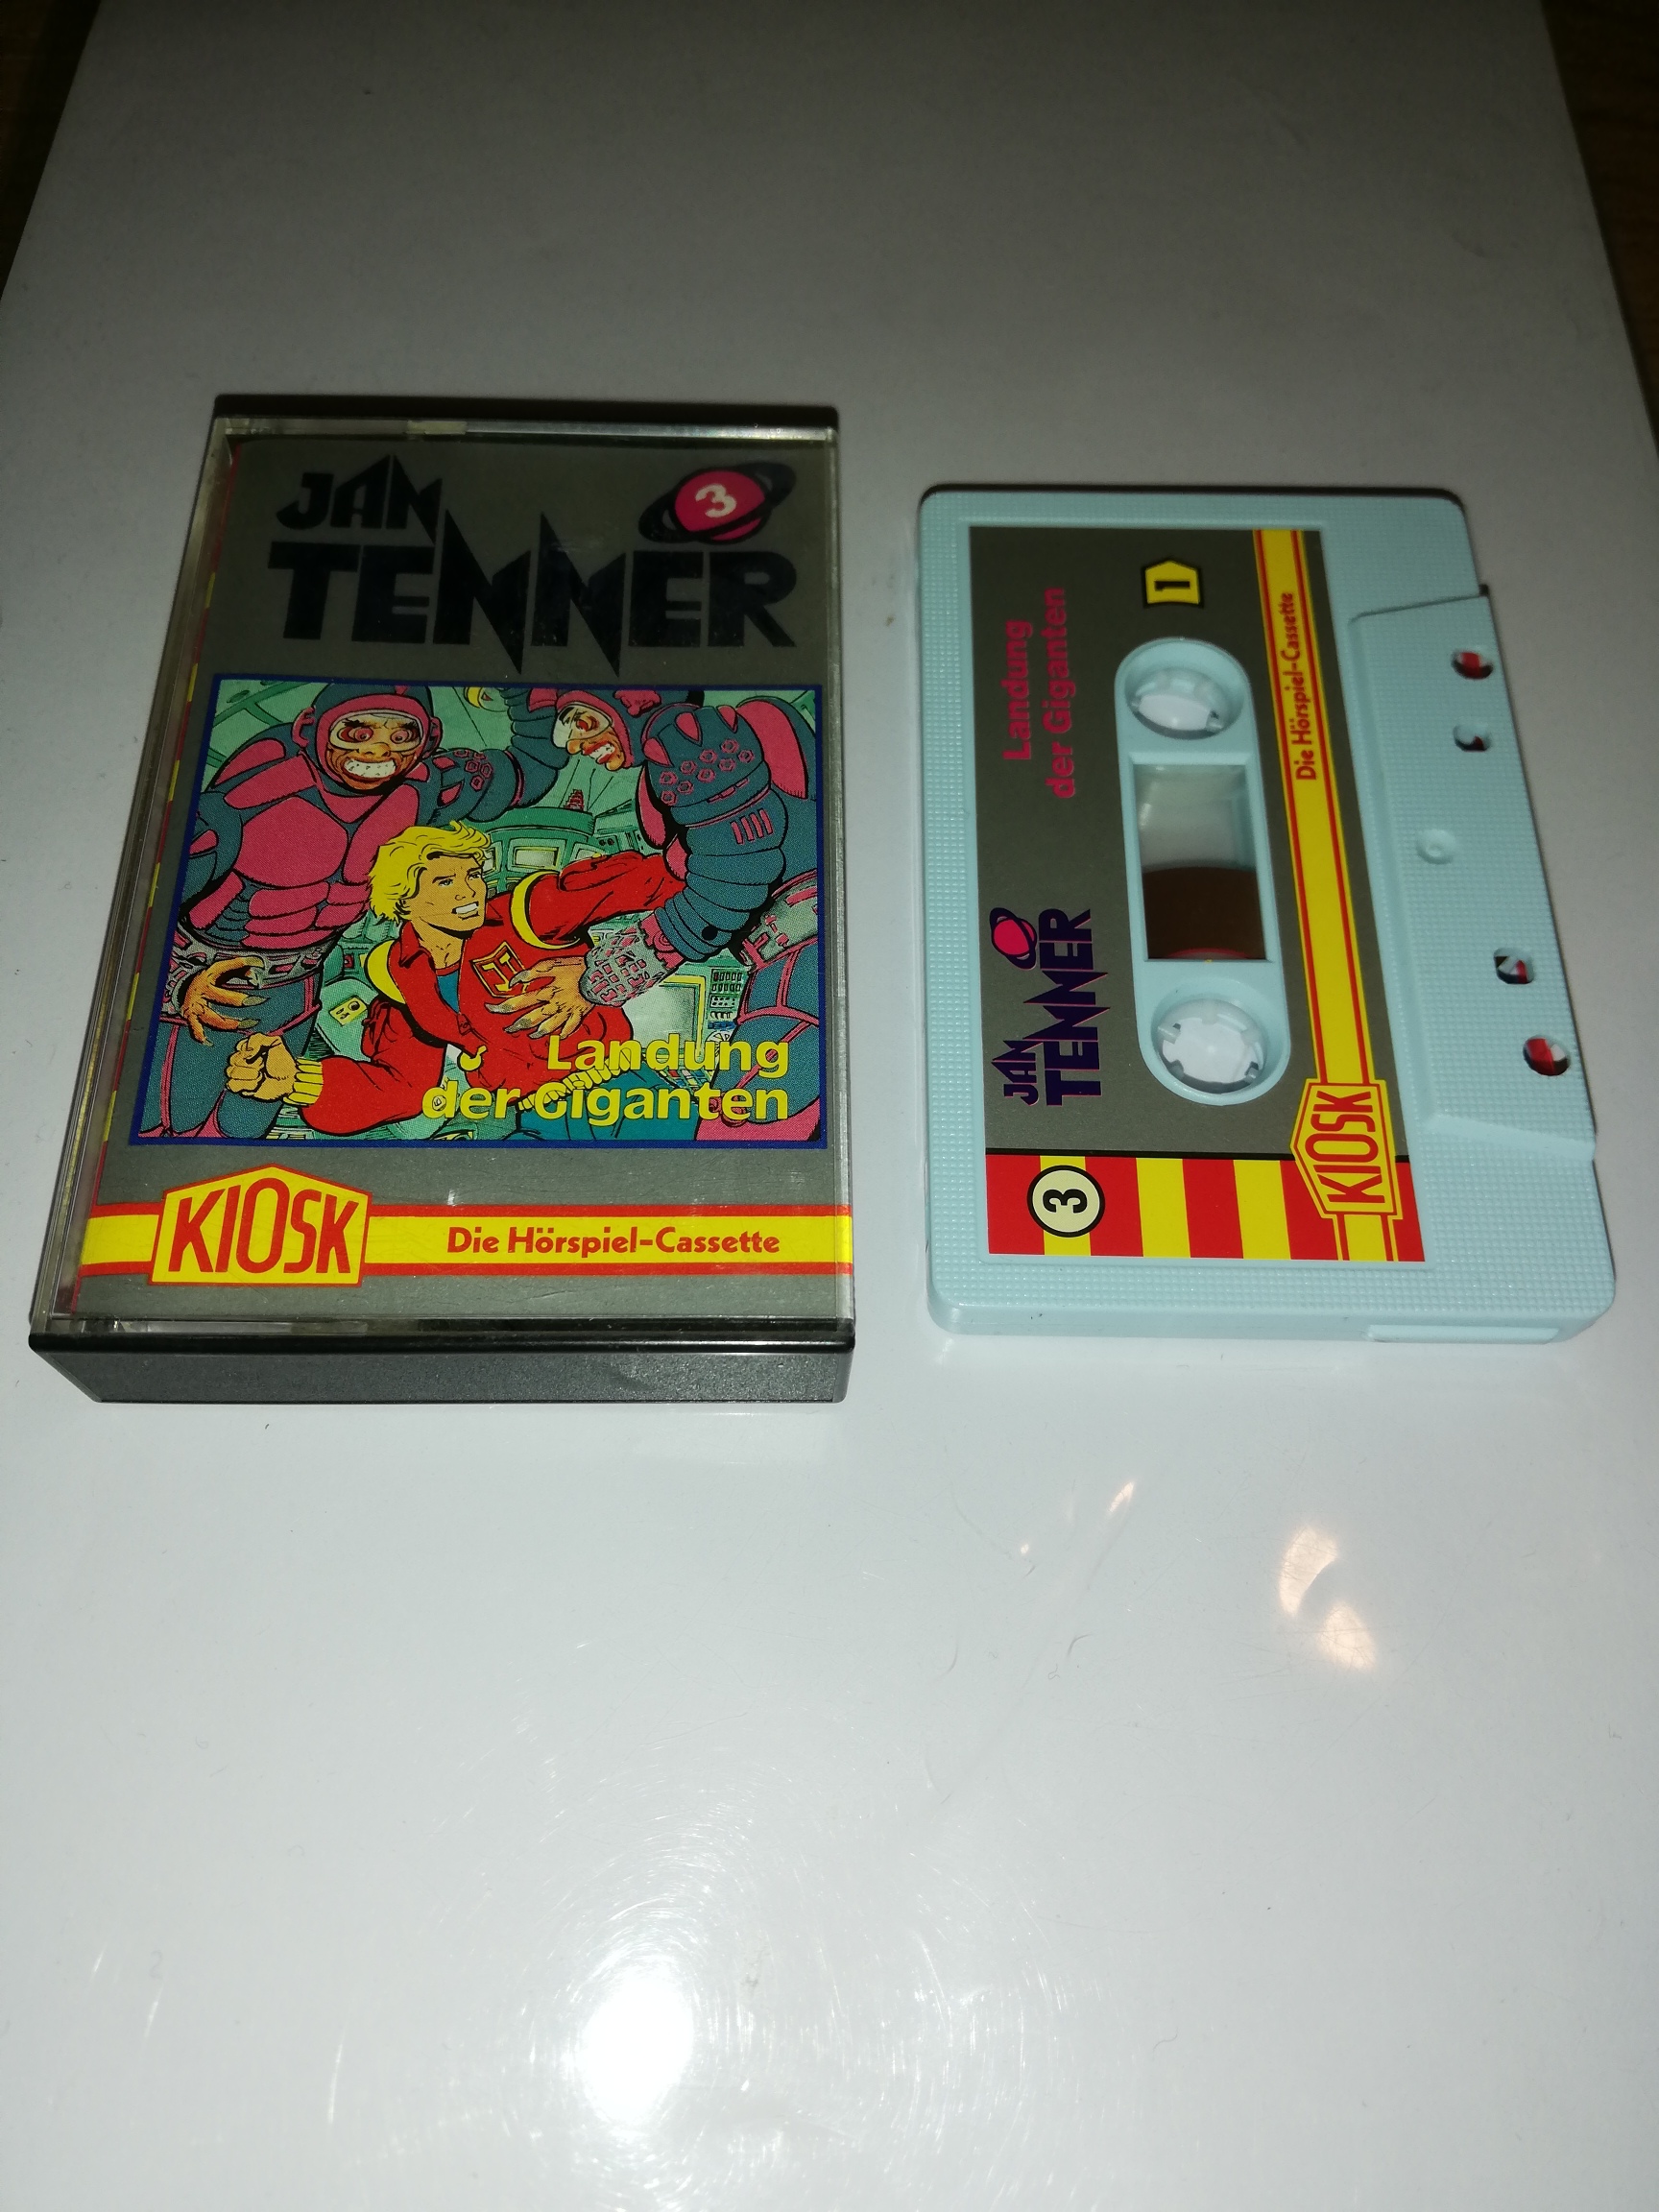 JAN
TENNER
3
JT
Landung
der Giganten
KIOSK
Die Hörspiel-Cassette
Landung
der Giganten
JAN
TENNER
1
Die Hörspiel-Cassette
KIOSK
3